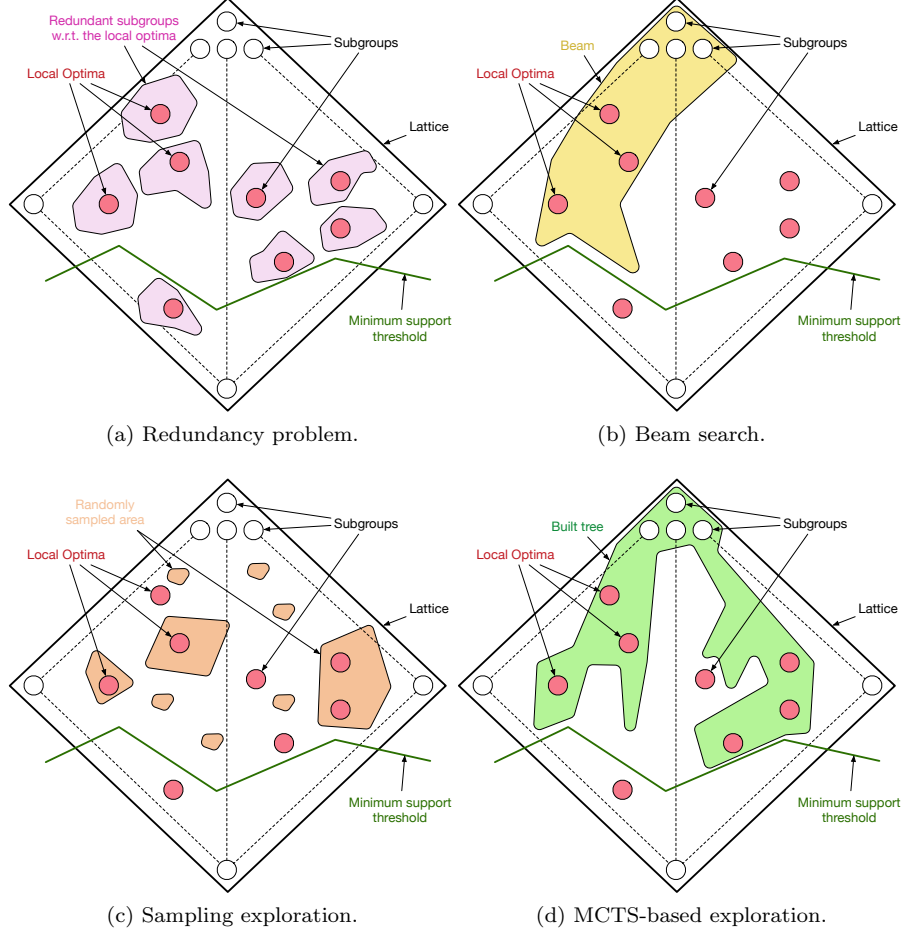 Redundant subgroups
w.r.t. the local optima
Subgroups
Local Optima
Lattice
Minimum support
threshold
(a) Redundancy problem.
Beam
Subgroups
Local Optima
Lattice
Minimum support
threshold
(b) Beam search.
Randomly
sampled area
Subgroups
Local Optima
Lattice
Minimum support
threshold
(c) Sampling exploration.
Built tree
Subgroups
Local Optima
Lattice
Minimum support
threshold
(d) MCTS-based exploration.